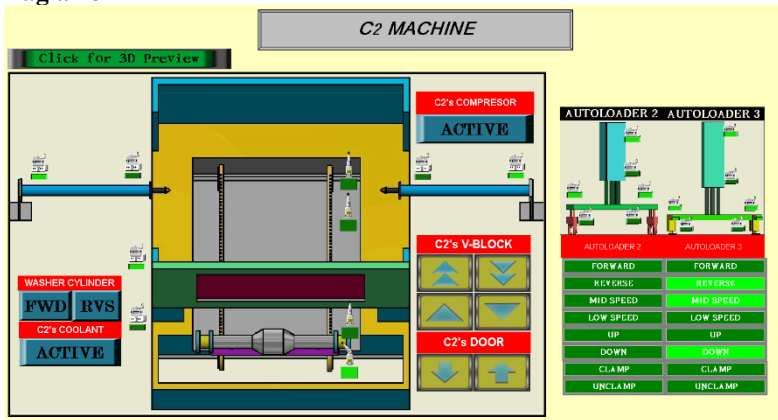 C2 MACHINE
Click for 3D Preview
C2's COMPRESOR
ACTIVE
AUTOLOADER 2 AUTOLOADER 3
C2's V-BLOCK
AUTOLOADER 2 AUTOLOADER 3
FORWARD FORWARD
REVERSE REVERSE
MID SPEED MID SPEED
LOW SPEED LOW SPEED
UP UP
DOWN DOWN
CLAMP CLAMP
UNCLAMP UNCLAMP
WASHER CYLINDER
FWD RVS
C2's COOLANT
ACTIVE
C2's DOOR